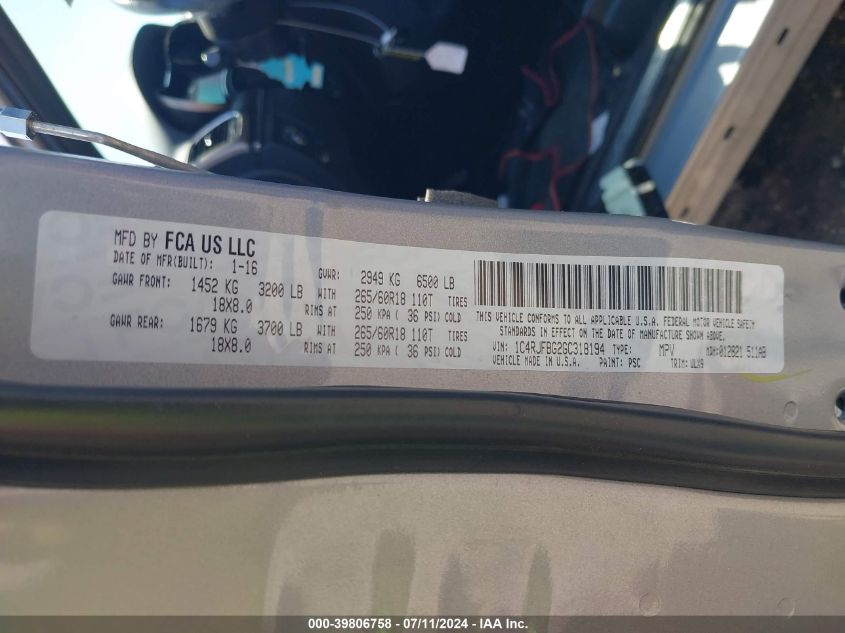 MFD BY FCA US LLC
DATE OF MFR(BUILT): 1-16 GVWR: 2949 KG 6500 LB
GAWR FRONT: 1452 KG 3200 LB WITH 265/60R18 110T TIRES
18X8.0 RIMS AT 250 KPA ( 36 PSI) COLD
GAWR REAR: 1679 KG 3700 LB WITH 265/60R18 110T TIRES
18X8.0 RIMS AT 250 KPA ( 36 PSI) COLD
THIS VEHICLE CONFORMS TO ALL APPLICABLE U.S.A. FEDERAL MOTOR VEHICLE SAFETY
STANDARDS IN EFFECT ON THE DATE OF MANUFACTURE SHOWN ABOVE.
VIN: 1C4RJFBG2GC318194 TYPE: MPV MDH:012821 511AB
VEHICLE MADE IN U.S.A. PAINT: PSC TRIM: ULX9
000-39806758 - 07/11/2024 - IAA Inc.